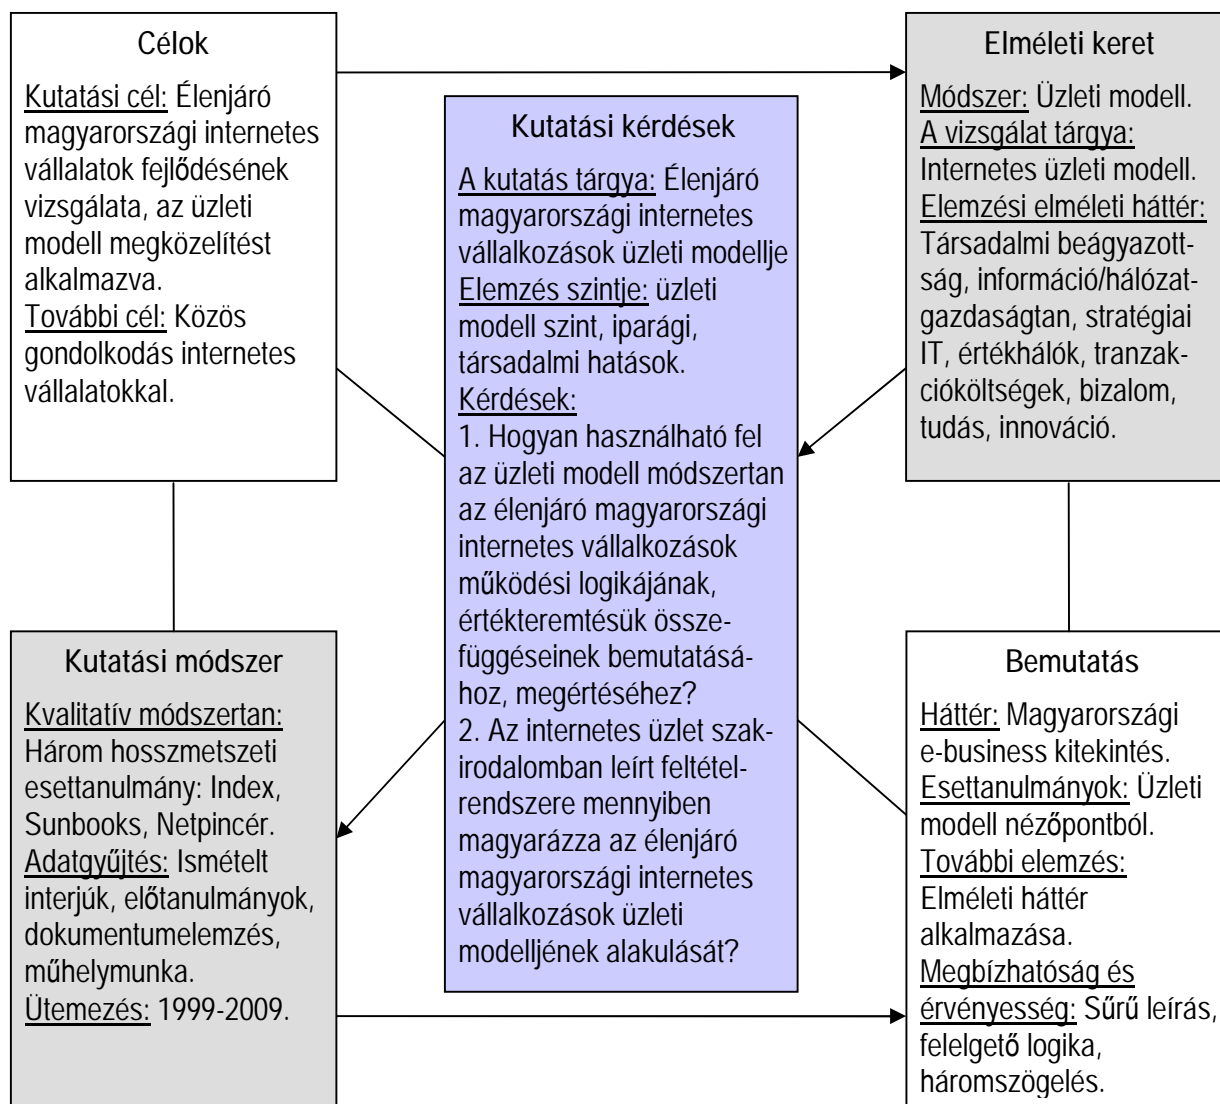 Célok
Kutatási cél: Élenjáró
magyarországi internetes
vállalatok fejlődésének
vizsgálata, az üzleti
modell megközelítést
alkalmazva.
További cél: Közös
gondolkodás internetes
vállalatokkal.
Elméleti keret
Módszer: Üzleti modell.
A vizsgálat tárgya:
Internetes üzleti modell.
Elemzési elméleti háttér:
Társadalmi beágyazott-
ság, információ/hálózat-
gazdaságtan, stratégiai
IT, értékhálók, tranzak-
cióköltségek, bizalom,
tudás, innováció.
Kutatási kérdések
A kutatás tárgya: Élenjáró
magyarországi internetes
vállalkozások üzleti modellje
Elemzés szintje: üzleti
modell szint, iparági,
társadalmi hatások.
Kérdések:
1. Hogyan használható fel
az üzleti modell módszertan
az élenjáró magyarországi
internetes vállalkozások
működési logikájának,
értékteremtésük össze-
függéseinek bemutatásá-
hoz, megértéséhez?
2. Az internetes üzlet szak-
irodalomban leírt feltétel-
rendszere mennyiben
magyarázza az élenjáró
magyarországi internetes
vállalkozások üzleti
modelljének alakulását?
Kutatási módszer
Kvalitatív módszertan:
Három hosszmetszeti
esettanulmány: Index,
Sunbooks, Netpincér.
Adatgyűjtés: Ismételt
interjúk, előtanulmányok,
dokumentumelemzés,
műhelymunka.
Ütemezés: 1999-2009.
Bemutatás
Háttér: Magyarországi
e-business kitekintés.
Esettanulmányok: Üzleti
modell nézőpontból.
További elemzés:
Elméleti háttér
alkalmazása.
Megbízhatóság és
érvényesség: Sűrű leírás,
felelgető logika,
háromszögelés.